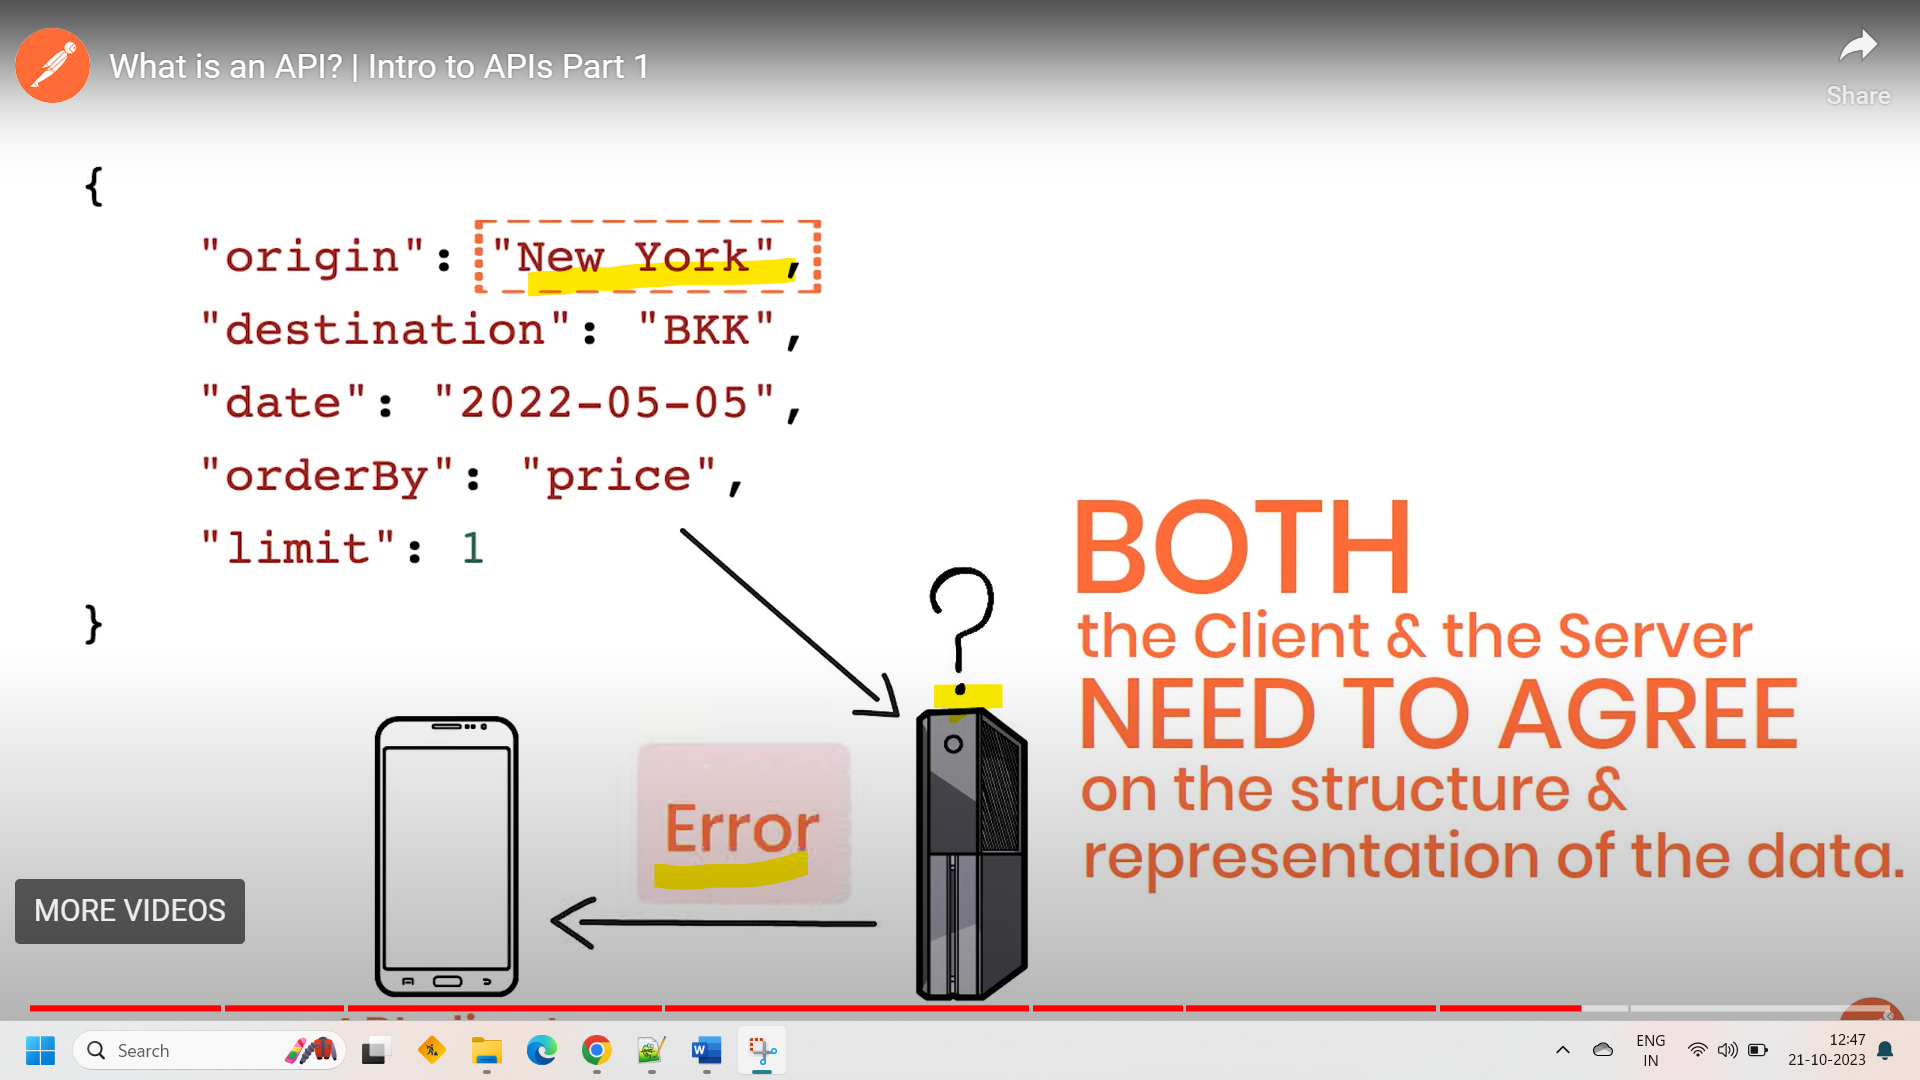 What is an API? | Intro to APIs Part 1
Share
{
"origin": "New York",
"destination": "BKK",
"date": "2022-05-05",
"orderBy": "price",
"limit": 1
}
?
BOTH
the Client & the Server
NEED TO AGREE
on the structure &
representation of the data.
Error
MORE VIDEOS
Search
ENG
IN
12:47
21-10-2023